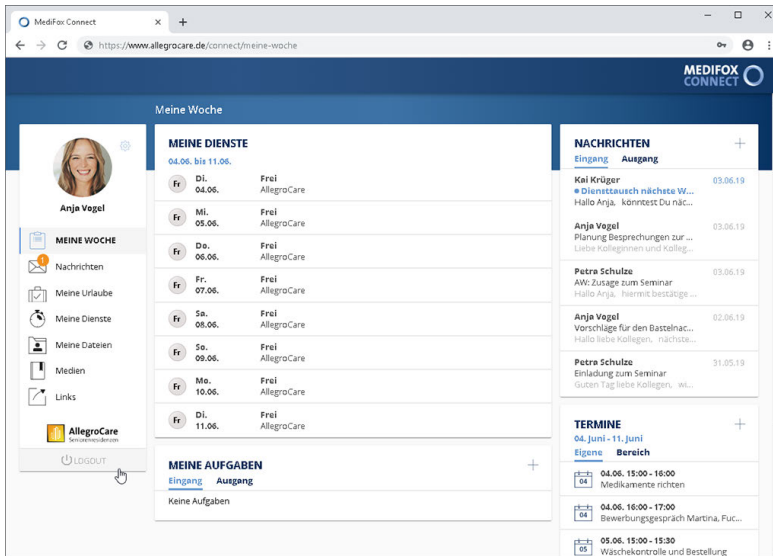 MediFox Connect
https://www.allegrocare.de/connect/meine-woche
MEDIFOX
CONNECT
Meine Woche
Anja Vogel
MEINE WOCHE
1
Nachrichten
Meine Urlaube
Meine Dienste
Meine Dateien
Medien
Links
AllegroCare
Seniorenresidenzen
LOGOUT
MEINE DIENSTE
04.06. bis 11.06.
Fr Di. 04.06. Frei AllegroCare
Fr Mi. 05.06. Frei AllegroCare
Fr Do. 06.06. Frei AllegroCare
Fr Fr. 07.06. Frei AllegroCare
Fr Sa. 08.06. Frei AllegroCare
Fr So. 09.06. Frei AllegroCare
Fr Mo. 10.06. Frei AllegroCare
Fr Di. 11.06. Frei AllegroCare
MEINE AUFGABEN
Eingang Ausgang
Keine Aufgaben
NACHRICHTEN
Eingang Ausgang
Kai Krüger 03.06.19
Diensttausch nächste W...
Hallo Anja, könntest Du näc...
Anja Vogel 03.06.19
Planung Besprechungen zur ...
Liebe Kolleginnen und Kolleg...
Petra Schulze 03.06.19
AW: Zusage zum Seminar
Hallo Anja, hiermit bestätige ...
Anja Vogel 02.06.19
Vorschläge für den Bastelnac...
Hallo liebe Kollegen, nächste...
Petra Schulze 31.05.19
Einladung zum Seminar
Guten Tag liebe Kollegen, wi...
TERMINE
04. Juni - 11. Juni
Eigene Bereich
04 04.06. 15:00 - 16:00
Medikamente richten
04 04.06. 16:00 - 17:00
Bewerbungsgespräch Martina, Fuc...
05 05.06. 15:00 - 15:30
Wäschekontrolle und Bestellung